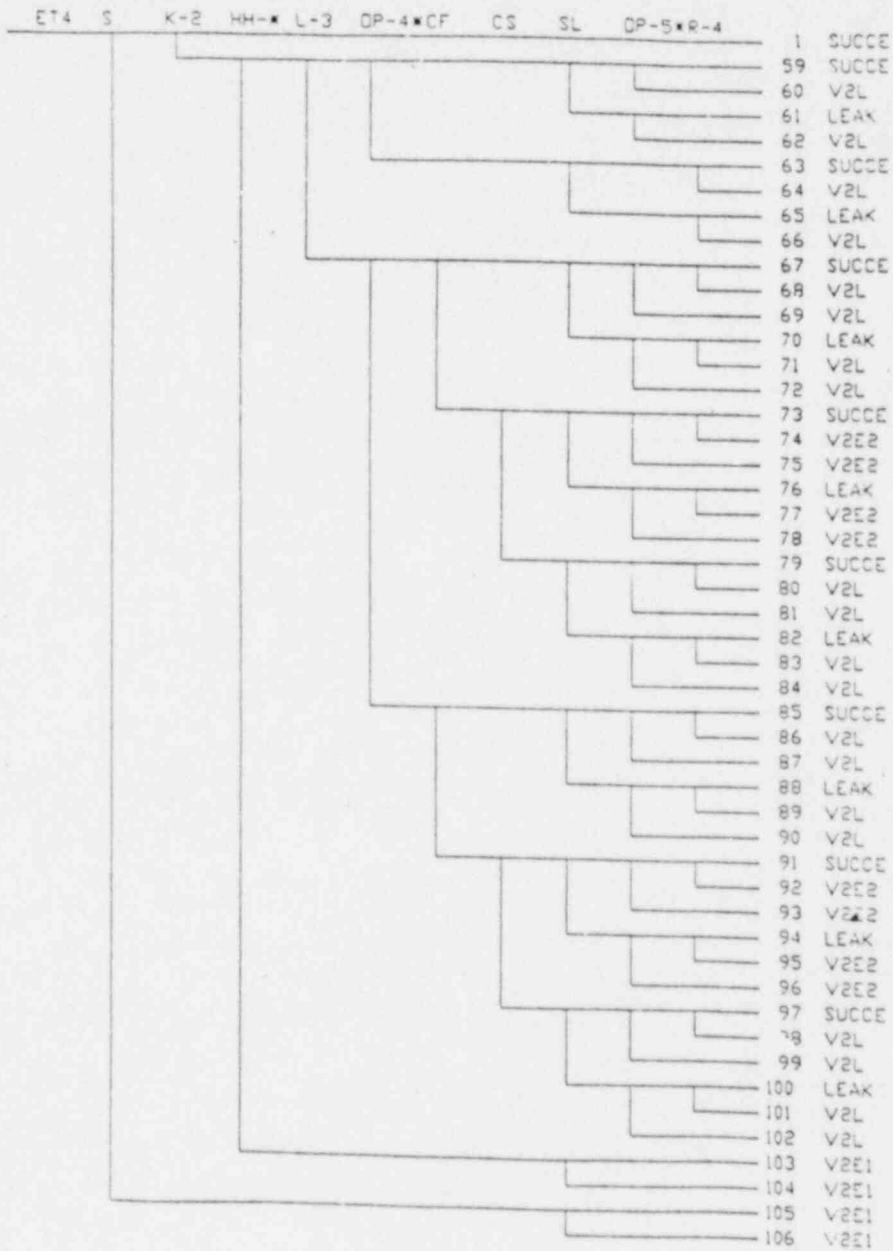 ET4 S K-2 HH-* L-3 OP-4*CF CS SL OP-5*R-4
1 SUCCE
59 SUCCE
60 V2L
61 LEAK
62 V2L
63 SUCCE
64 V2L
65 LEAK
66 V2L
67 SUCCE
68 V2L
69 V2L
70 LEAK
71 V2L
72 V2L
73 SUCCE
74 V2E2
75 V2E2
76 LEAK
77 V2E2
78 V2E2
79 SUCCE
80 V2L
81 V2L
82 LEAK
83 V2L
84 V2L
85 SUCCE
86 V2L
87 V2L
88 LEAK
89 V2L
90 V2L
91 SUCCE
92 V2E2
93 V2E2
94 LEAK
95 V2E2
96 V2E2
97 SUCCE
98 V2L
99 V2L
100 LEAK
101 V2L
102 V2L
103 V2E1
104 V2E1
105 V2E1
106 V2E1